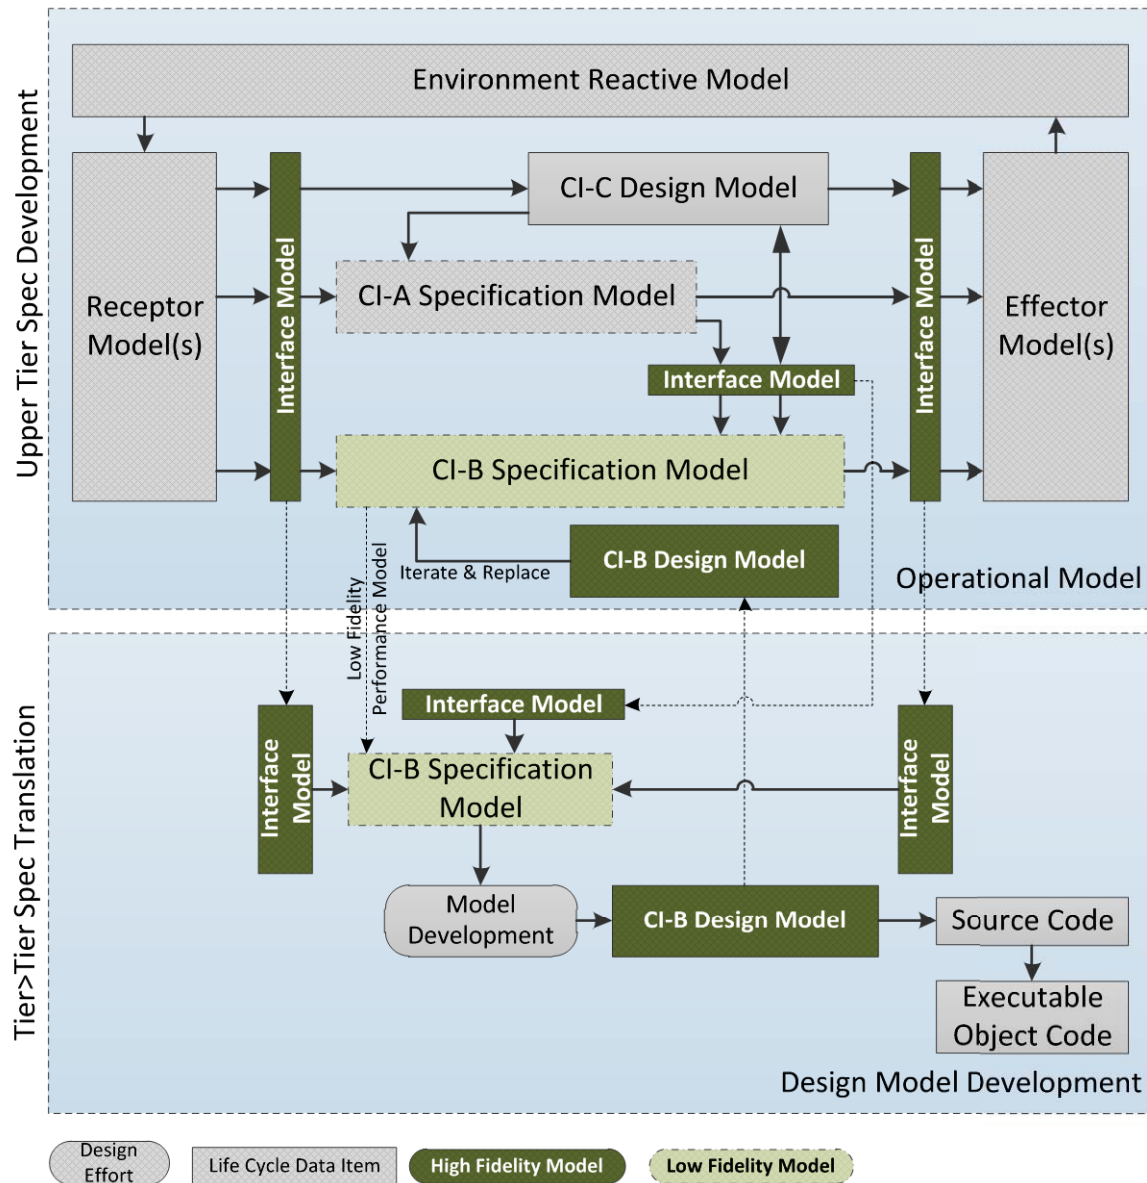 Upper Tier Spec Development
Environment Reactive Model
Receptor
Model(s)
Interface Model
CI-C Design Model
CI-A Specification Model
Interface Model
CI-B Specification Model
Interface Model
Effector
Model(s)
CI-B Design Model
Iterate & Replace
Operational Model
Low Fidelity
Performance Model
Tier>Tier Spec Translation
Interface Model
Interface
Model
CI-B Specification
Model
Interface
Model
Model
Development
CI-B Design Model
Source Code
Executable
Object Code
Design Model Development
Design
Effort
Life Cycle Data Item
High Fidelity Model
Low Fidelity Model